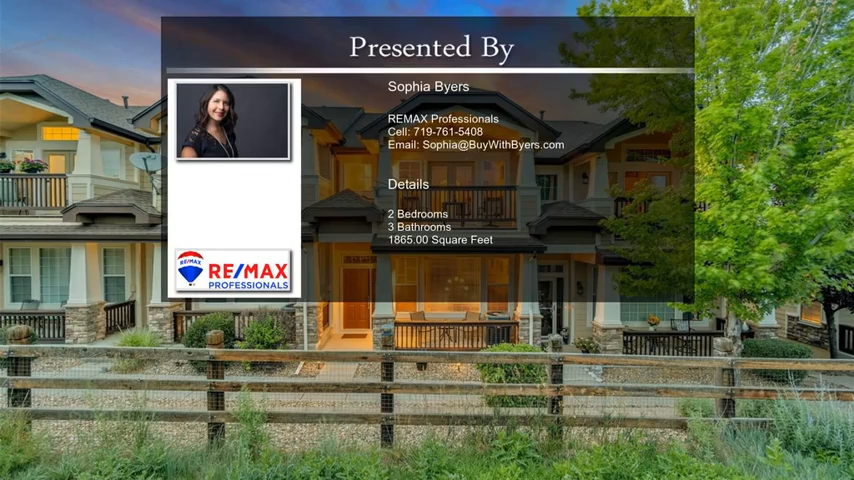 Presented By
Sophia Byers
REMAX Professionals
Cell: 719-761-5408
Email: Sophia@BuyWithByers.com
Details
2 Bedrooms
3 Bathrooms
1865.00 Square Feet
RE/MAX
RE/MAX
PROFESSIONALS